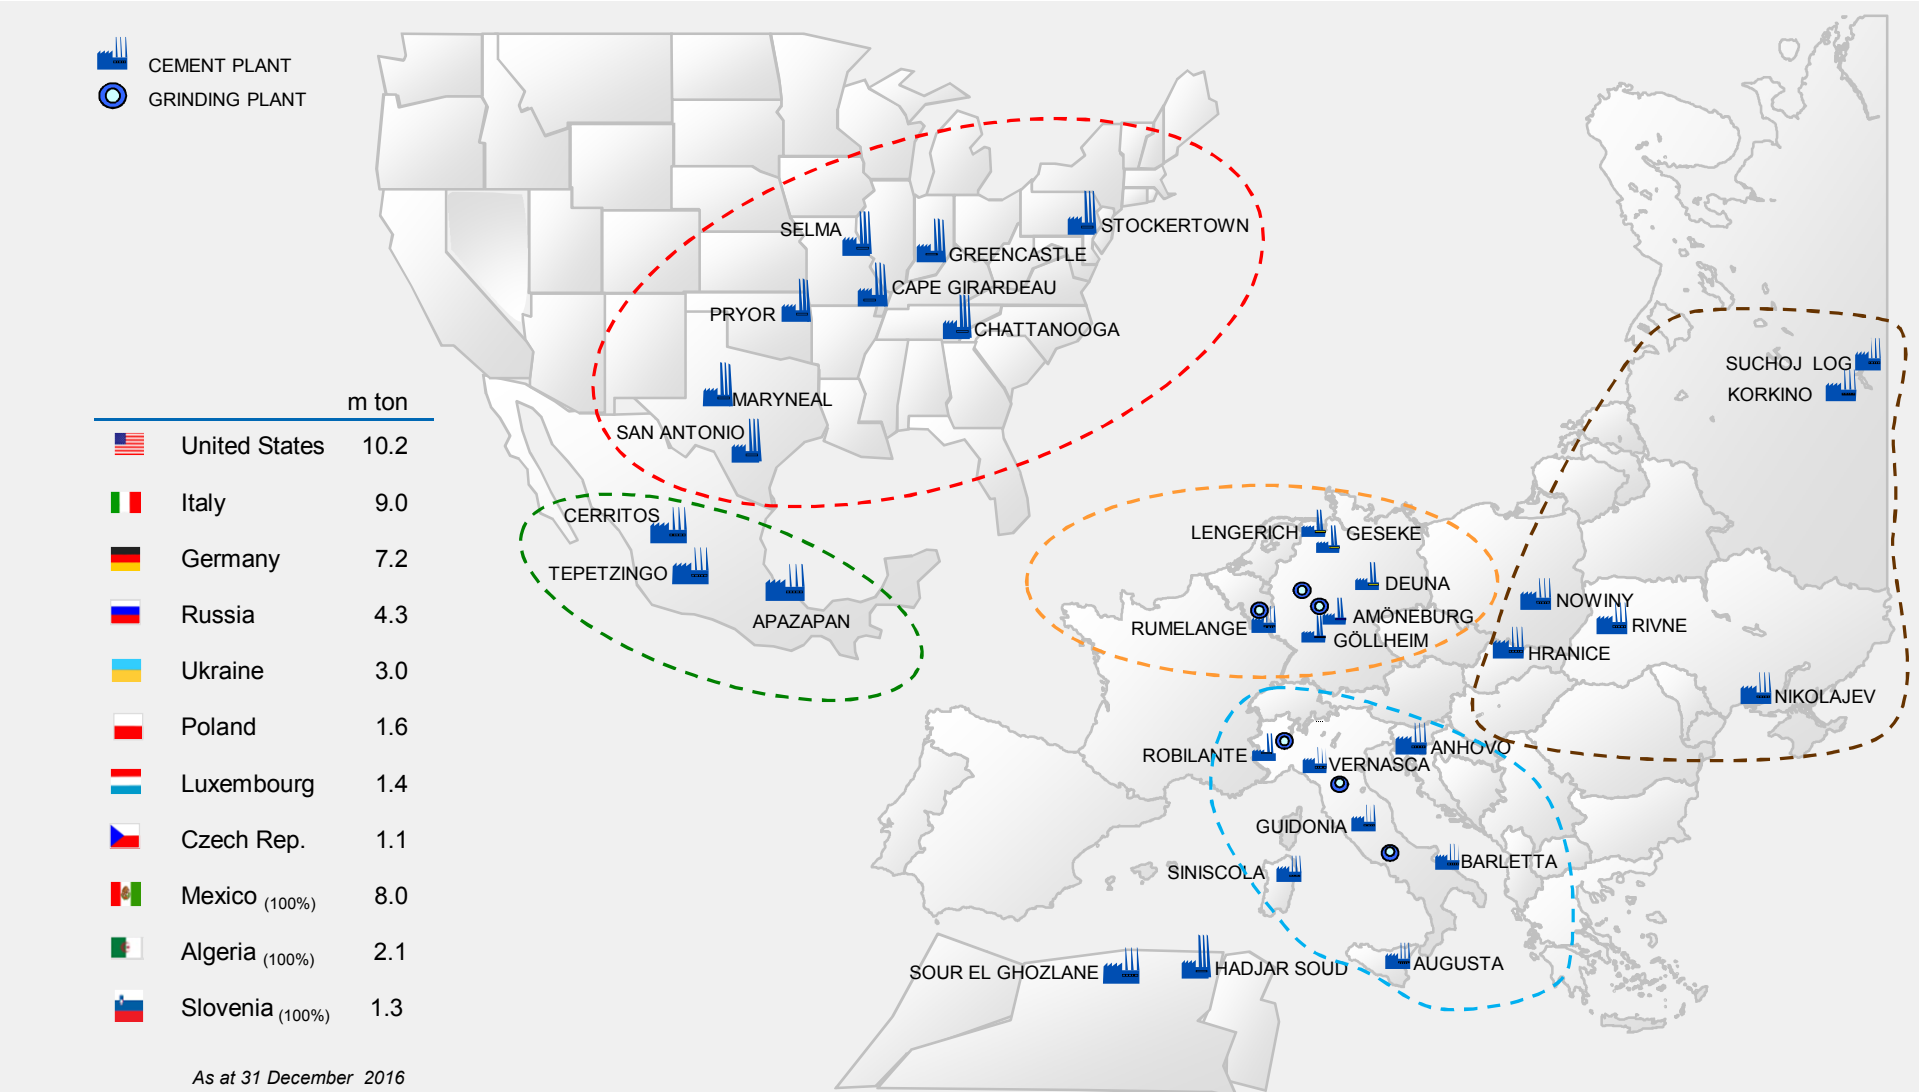 CEMENT PLANT
GRINDING PLANT
m ton
United States 10.2
Italy 9.0
Germany 7.2
Russia 4.3
Ukraine 3.0
Poland 1.6
Luxembourg 1.4
Czech Rep. 1.1
Mexico (100%) 8.0
Algeria (100%) 2.1
Slovenia (100%) 1.3
As at 31 December 2016
SELMA
STOCKERTOWN
GREENCASTLE
CAPE GIRARDEAU
PRYOR
CHATTANOOGA
MARYNEAL
SAN ANTONIO
CERRITOS
TEPETZINGO
APAZAPAN
SUCHOJ LOG
KORKINO
LENGERICH
GESEKE
DEUNA
AMÖNEBURG
RUMELANGE
GÖLLHEIM
NOWINY
RIVNE
HRANICE
NIKOLAJEV
ROBILANTE
ANHOVO
VERNASCA
GUIDONIA
BARLETTA
SINISCOLA
AUGUSTA
SOUR EL GHOZLANE
HADJAR SOUD